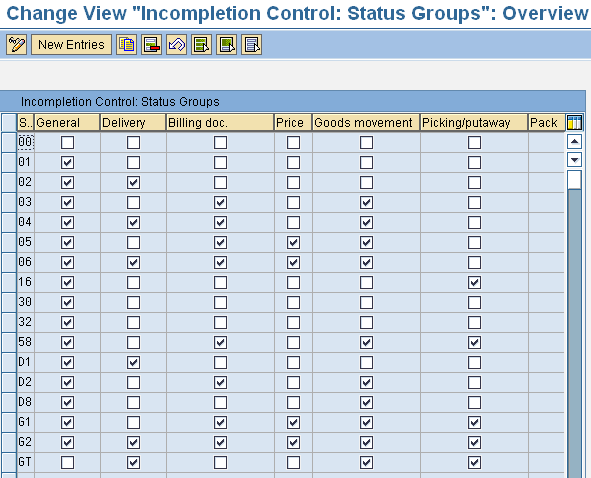 Change View "Incompletion Control: Status Groups": Overview
New Entries
Incompletion Control: Status Groups
S.. General Delivery Billing doc. Price Goods movement Picking/putaway Pack
00
01
02
03
04
05
06
16
30
32
58
D1
D2
D8
G1
G2
GT